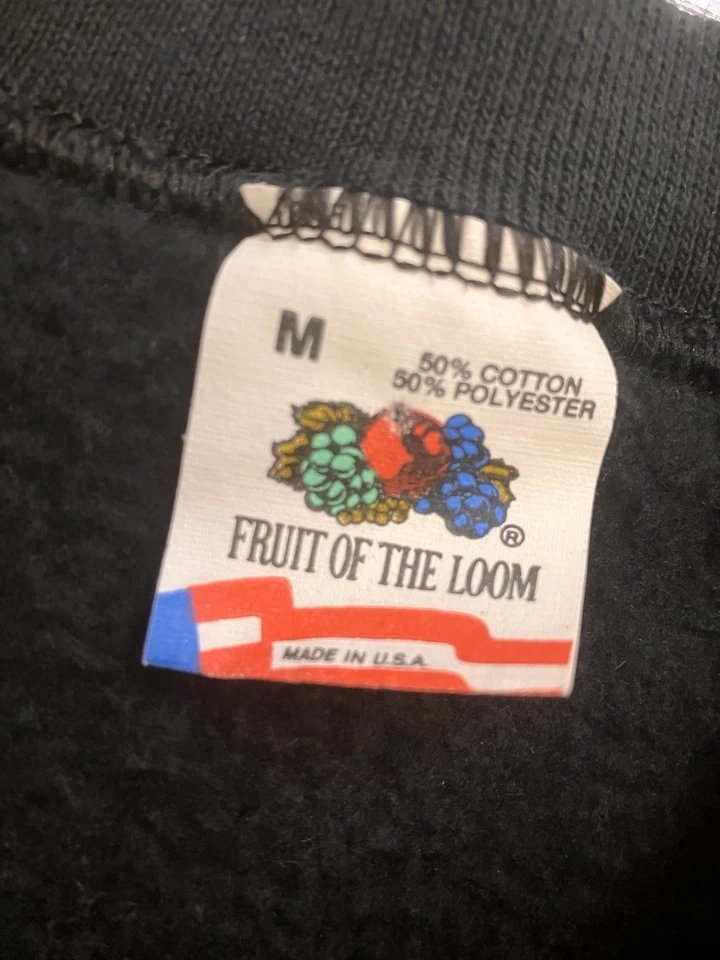 M
50% COTTON
50% POLYESTER
®
FRUIT OF THE LOOM
MADE IN U.S.A.